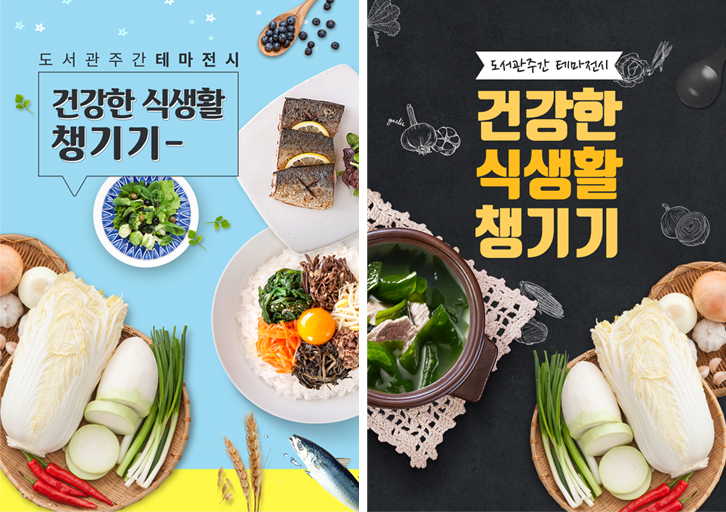 도서관주간 테마전시
건강한 식생활
챙기기-
도서관주간 테마전시
건강한
식생활
챙기기
garlic